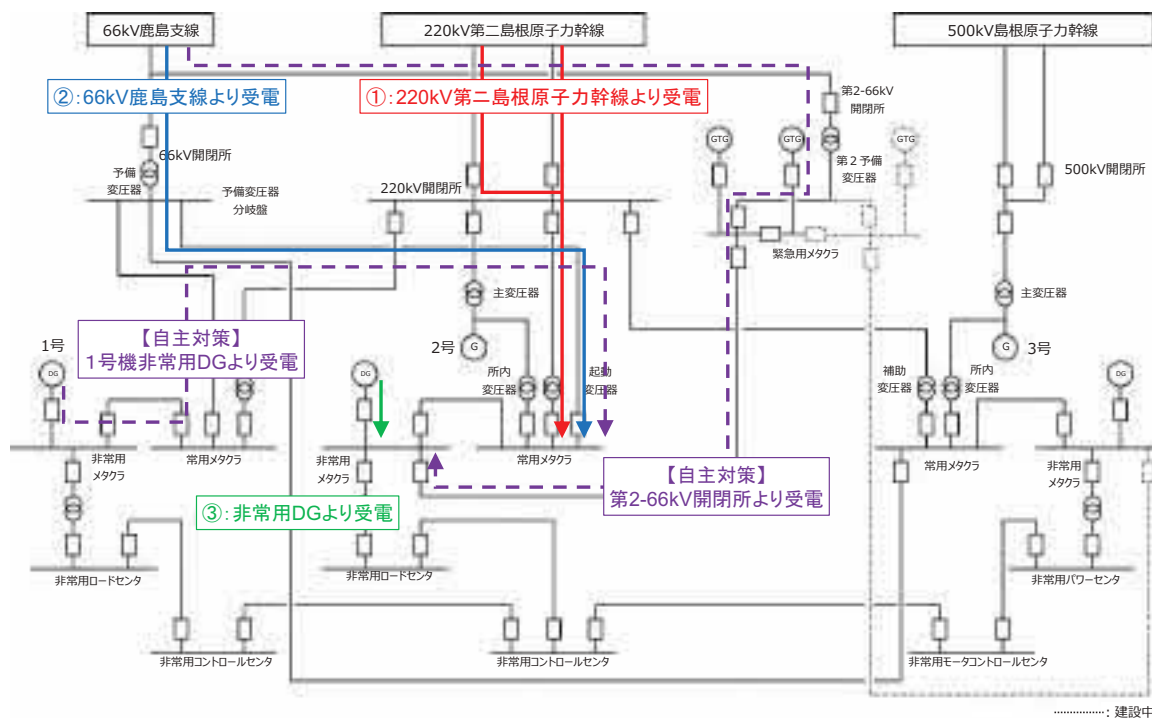 66kV鹿島支線
220kV第二島根原子力幹線
500kV島根原子力幹線
②:66kV鹿島支線より受電
①:220kV第二島根原子力幹線より受電
第2-66kV
開閉所
GTG
GTG
GTG
66kV開閉所
予備
変圧器
予備変圧器
分岐盤
220kV開閉所
第2予備
変圧器
500kV開閉所
緊急用メタクラ
主変圧器
主変圧器
【自主対策】
1号機非常用DGより受電
1号
2号
G
G
3号
DG
DG
DG
所内
変圧器
起動
変圧器
補助
変圧器
所内
変圧器
非常用
メタクラ
非常用
メタクラ
常用メタクラ
常用メタクラ
非常用
メタクラ
【自主対策】
第2-66kV開閉所より受電
③:非常用DGより受電
非常用ロードセンタ
非常用ロードセンタ
非常用パワーセンタ
非常用コントロールセンタ
非常用コントロールセンタ
非常用モータコントロールセンタ
: 建設中